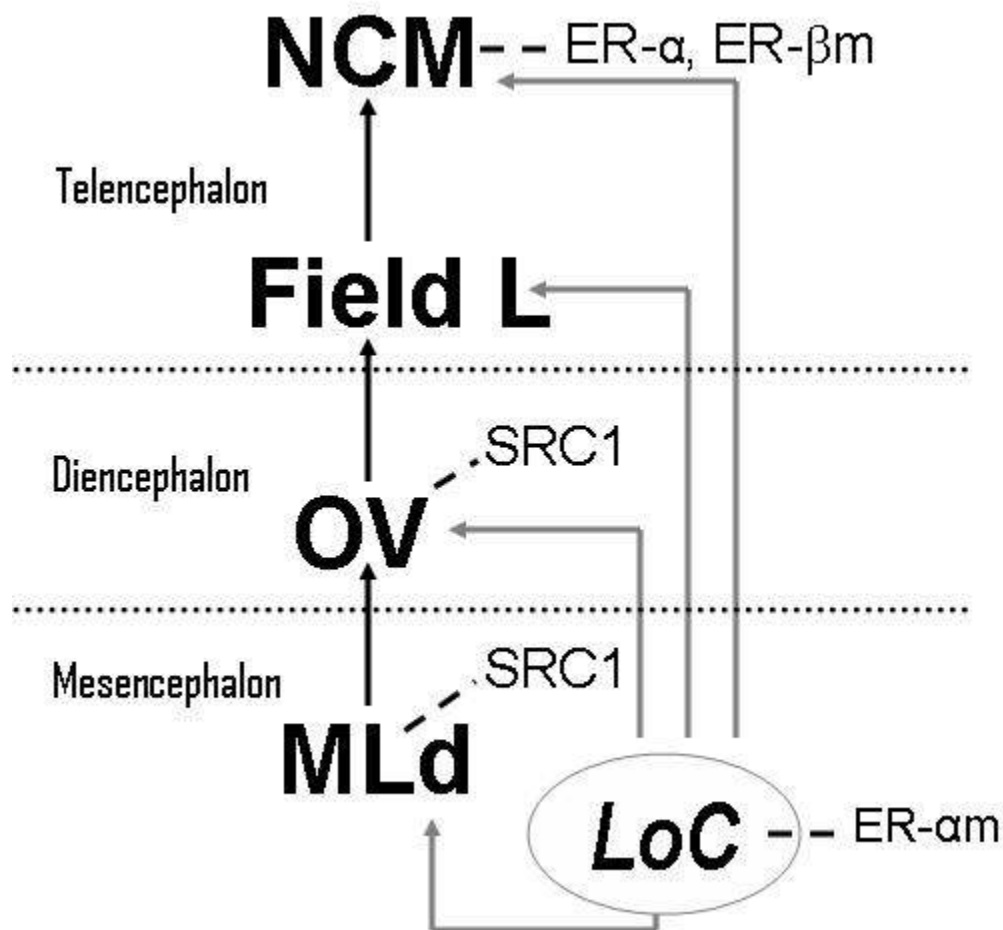 NCM
ER-α, ER-βm
Telencephalon
Field L
SRC1
Diencephalon
OV
SRC1
Mesencephalon
MLd
LoC
ER-αm